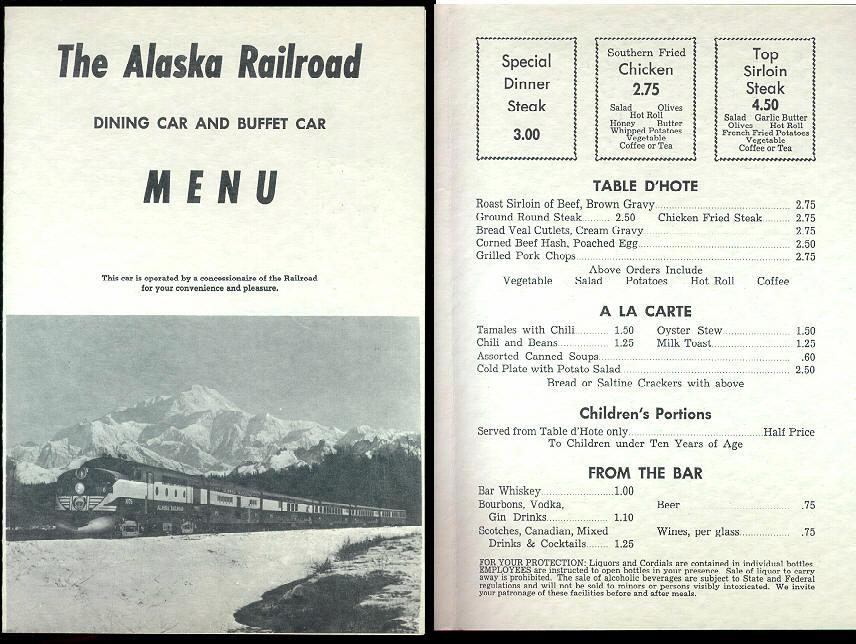 The Alaska Railroad
DINING CAR AND BUFFET CAR
MENU
This car is operated by a concessionaire of the Railroad
for your convenience and pleasure.
ALASKA RAILROAD
Special
Dinner
Steak
3.00
Southern Fried
Chicken
2.75
Salad Olives
Hot Roll
Honey Butter
Whipped Potatoes
Vegetable
Coffee or Tea
Top
Sirloin
Steak
4.50
Salad Garlic Butter
Olives Hot Roll
French Fried Potatoes
Vegetable
Coffee or Tea
TABLE D'HOTE
Roast Sirloin of Beef, Brown Gravy 2.75
Ground Round Steak 2.50 Chicken Fried Steak 2.75
Bread Veal Cutlets, Cream Gravy 2.75
Corned Beef Hash, Poached Egg 2.50
Grilled Pork Chops 2.75
Above Orders Include
Vegetable Salad Potatoes Hot Roll Coffee
A LA CARTE
Tamales with Chili 1.50 Oyster Stew 1.50
Chili and Beans 1.25 Milk Toast 1.25
Assorted Canned Soups .60
Cold Plate with Potato Salad 2.50
Bread or Saltine Crackers with above
Children's Portions
Served from Table d'Hote only Half Price
To Children under Ten Years of Age
FROM THE BAR
Bar Whiskey 1.00
Bourbons, Vodka, Beer .75
Gin Drinks 1.10
Scotches, Canadian, Mixed Wines, per glass .75
Drinks & Cocktails 1.25
FOR YOUR PROTECTION: Liquors and Cordials are contained in individual bottles.
EMPLOYEES are instructed to open bottles in your presence. Sale of liquor to carry
away is prohibited. The sale of alcoholic beverages are subject to State and Federal
regulations and will not be sold to minors or persons visibly intoxicated. We invite
your patronage of these facilities before and after meals.